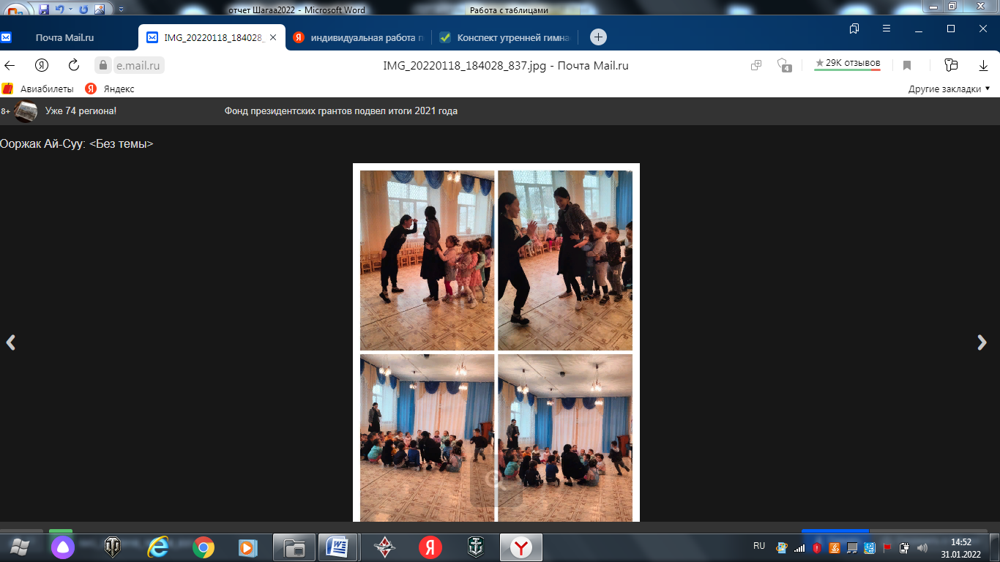 отчет Шагаа2022 - Microsoft Word
Работа с таблицами
Почта Mail.ru
IMG_20220118_184028_
индивидуальная работа п
Конспект утренней гимна
e.mail.ru
IMG_20220118_184028_837.jpg - Почта Mail.ru
4
29К отзывов
Авиабилеты
Яндекс
Другие закладки
8+
Уже 74 региона!
Фонд президентских грантов подвел итоги 2021 года
Ооржак Ай-Суу: <Без темы>
RU
14:52
31.01.2022